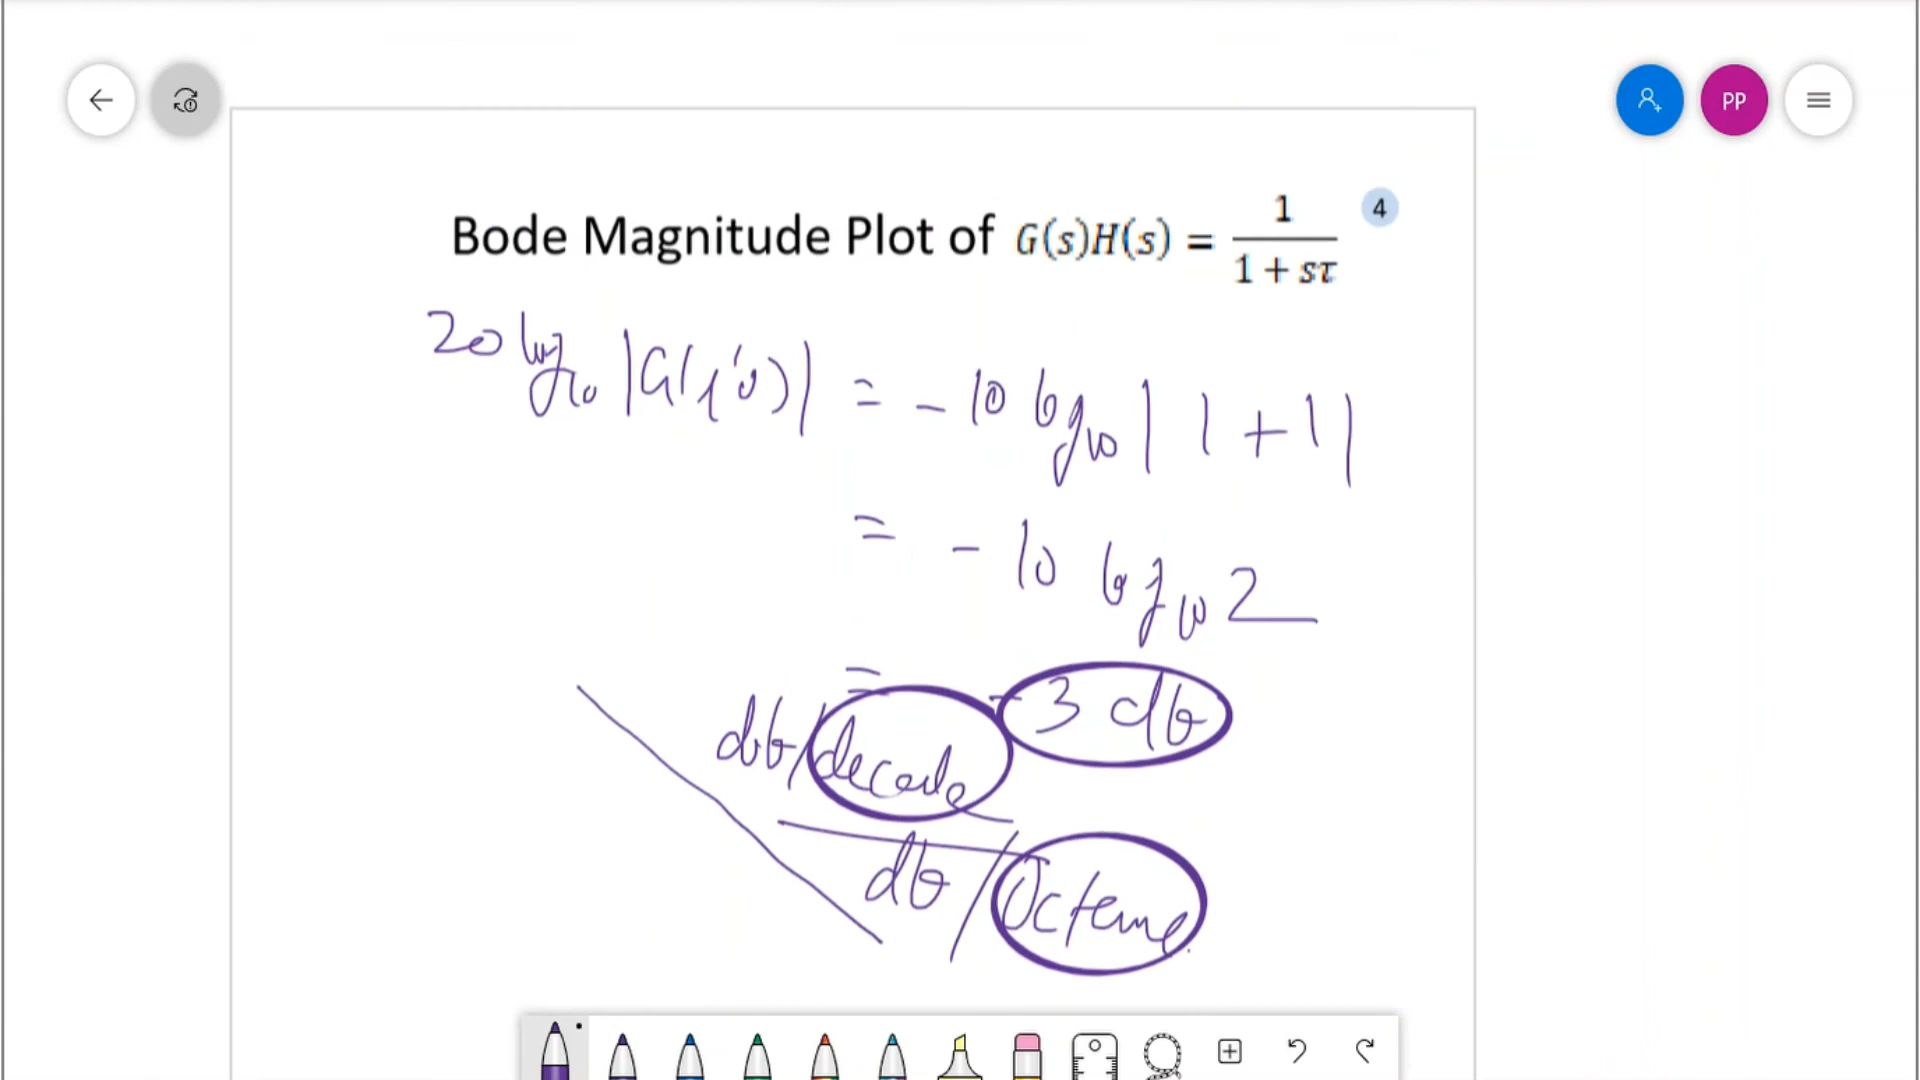 PP
Bode Magnitude Plot of G(s)H(s) = 1 / (1 + sτ)
4
20 log₁₀ |G(jω)| = - 10 log₁₀ | 1 + 1 |
= - 10 log₁₀ 2
= - 3 db
db/decade
db/Octave